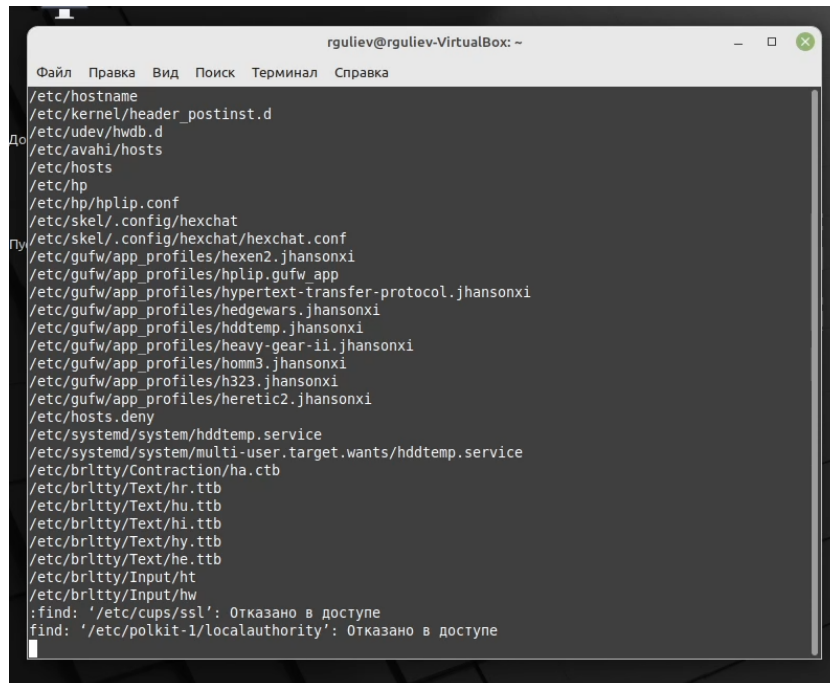 rguliev@rguliev-VirtualBox: ~
Файл Правка Вид Поиск Терминал Справка
/etc/hostname
/etc/kernel/header_postinst.d
/etc/udev/hwdb.d
До
/etc/avahi/hosts
/etc/hosts
/etc/hp
/etc/hp/hplip.conf
/etc/skel/.config/hexchat
Пу
/etc/skel/.config/hexchat/hexchat.conf
/etc/gufw/app_profiles/hexen2.jhansonxi
/etc/gufw/app_profiles/hplip.gufw_app
/etc/gufw/app_profiles/hypertext-transfer-protocol.jhansonxi
/etc/gufw/app_profiles/hedgewars.jhansonxi
/etc/gufw/app_profiles/hddtemp.jhansonxi
/etc/gufw/app_profiles/heavy-gear-ii.jhansonxi
/etc/gufw/app_profiles/homm3.jhansonxi
/etc/gufw/app_profiles/h323.jhansonxi
/etc/gufw/app_profiles/heretic2.jhansonxi
/etc/hosts.deny
/etc/systemd/system/hddtemp.service
/etc/systemd/system/multi-user.target.wants/hddtemp.service
/etc/brltty/Contraction/ha.ctb
/etc/brltty/Text/hr.ttb
/etc/brltty/Text/hu.ttb
/etc/brltty/Text/hi.ttb
/etc/brltty/Text/hy.ttb
/etc/brltty/Text/he.ttb
/etc/brltty/Input/ht
/etc/brltty/Input/hw
:find: ‘/etc/cups/ssl’: Отказано в доступе
find: ‘/etc/polkit-1/localauthority’: Отказано в доступе